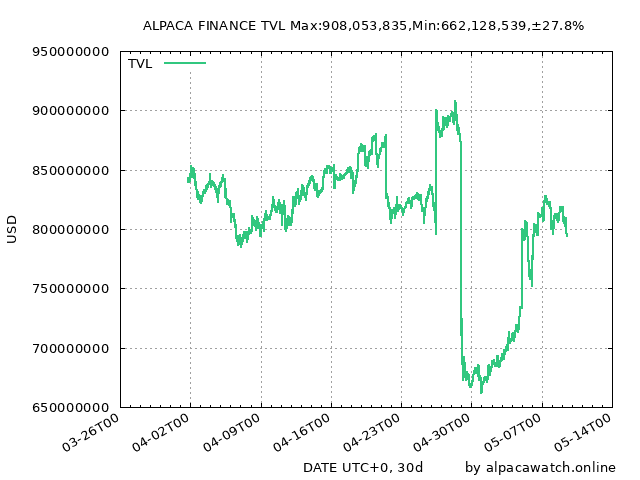 ALPACA FINANCE TVL Max:908,053,835,Min:662,128,539,±27.8%
950000000
TVL
900000000
850000000
800000000
750000000
700000000
650000000
USD
03-26T00
04-02T00
04-09T00
04-16T00
04-23T00
04-30T00
05-07T00
05-14T00
DATE UTC+0, 30d
by alpacawatch.online